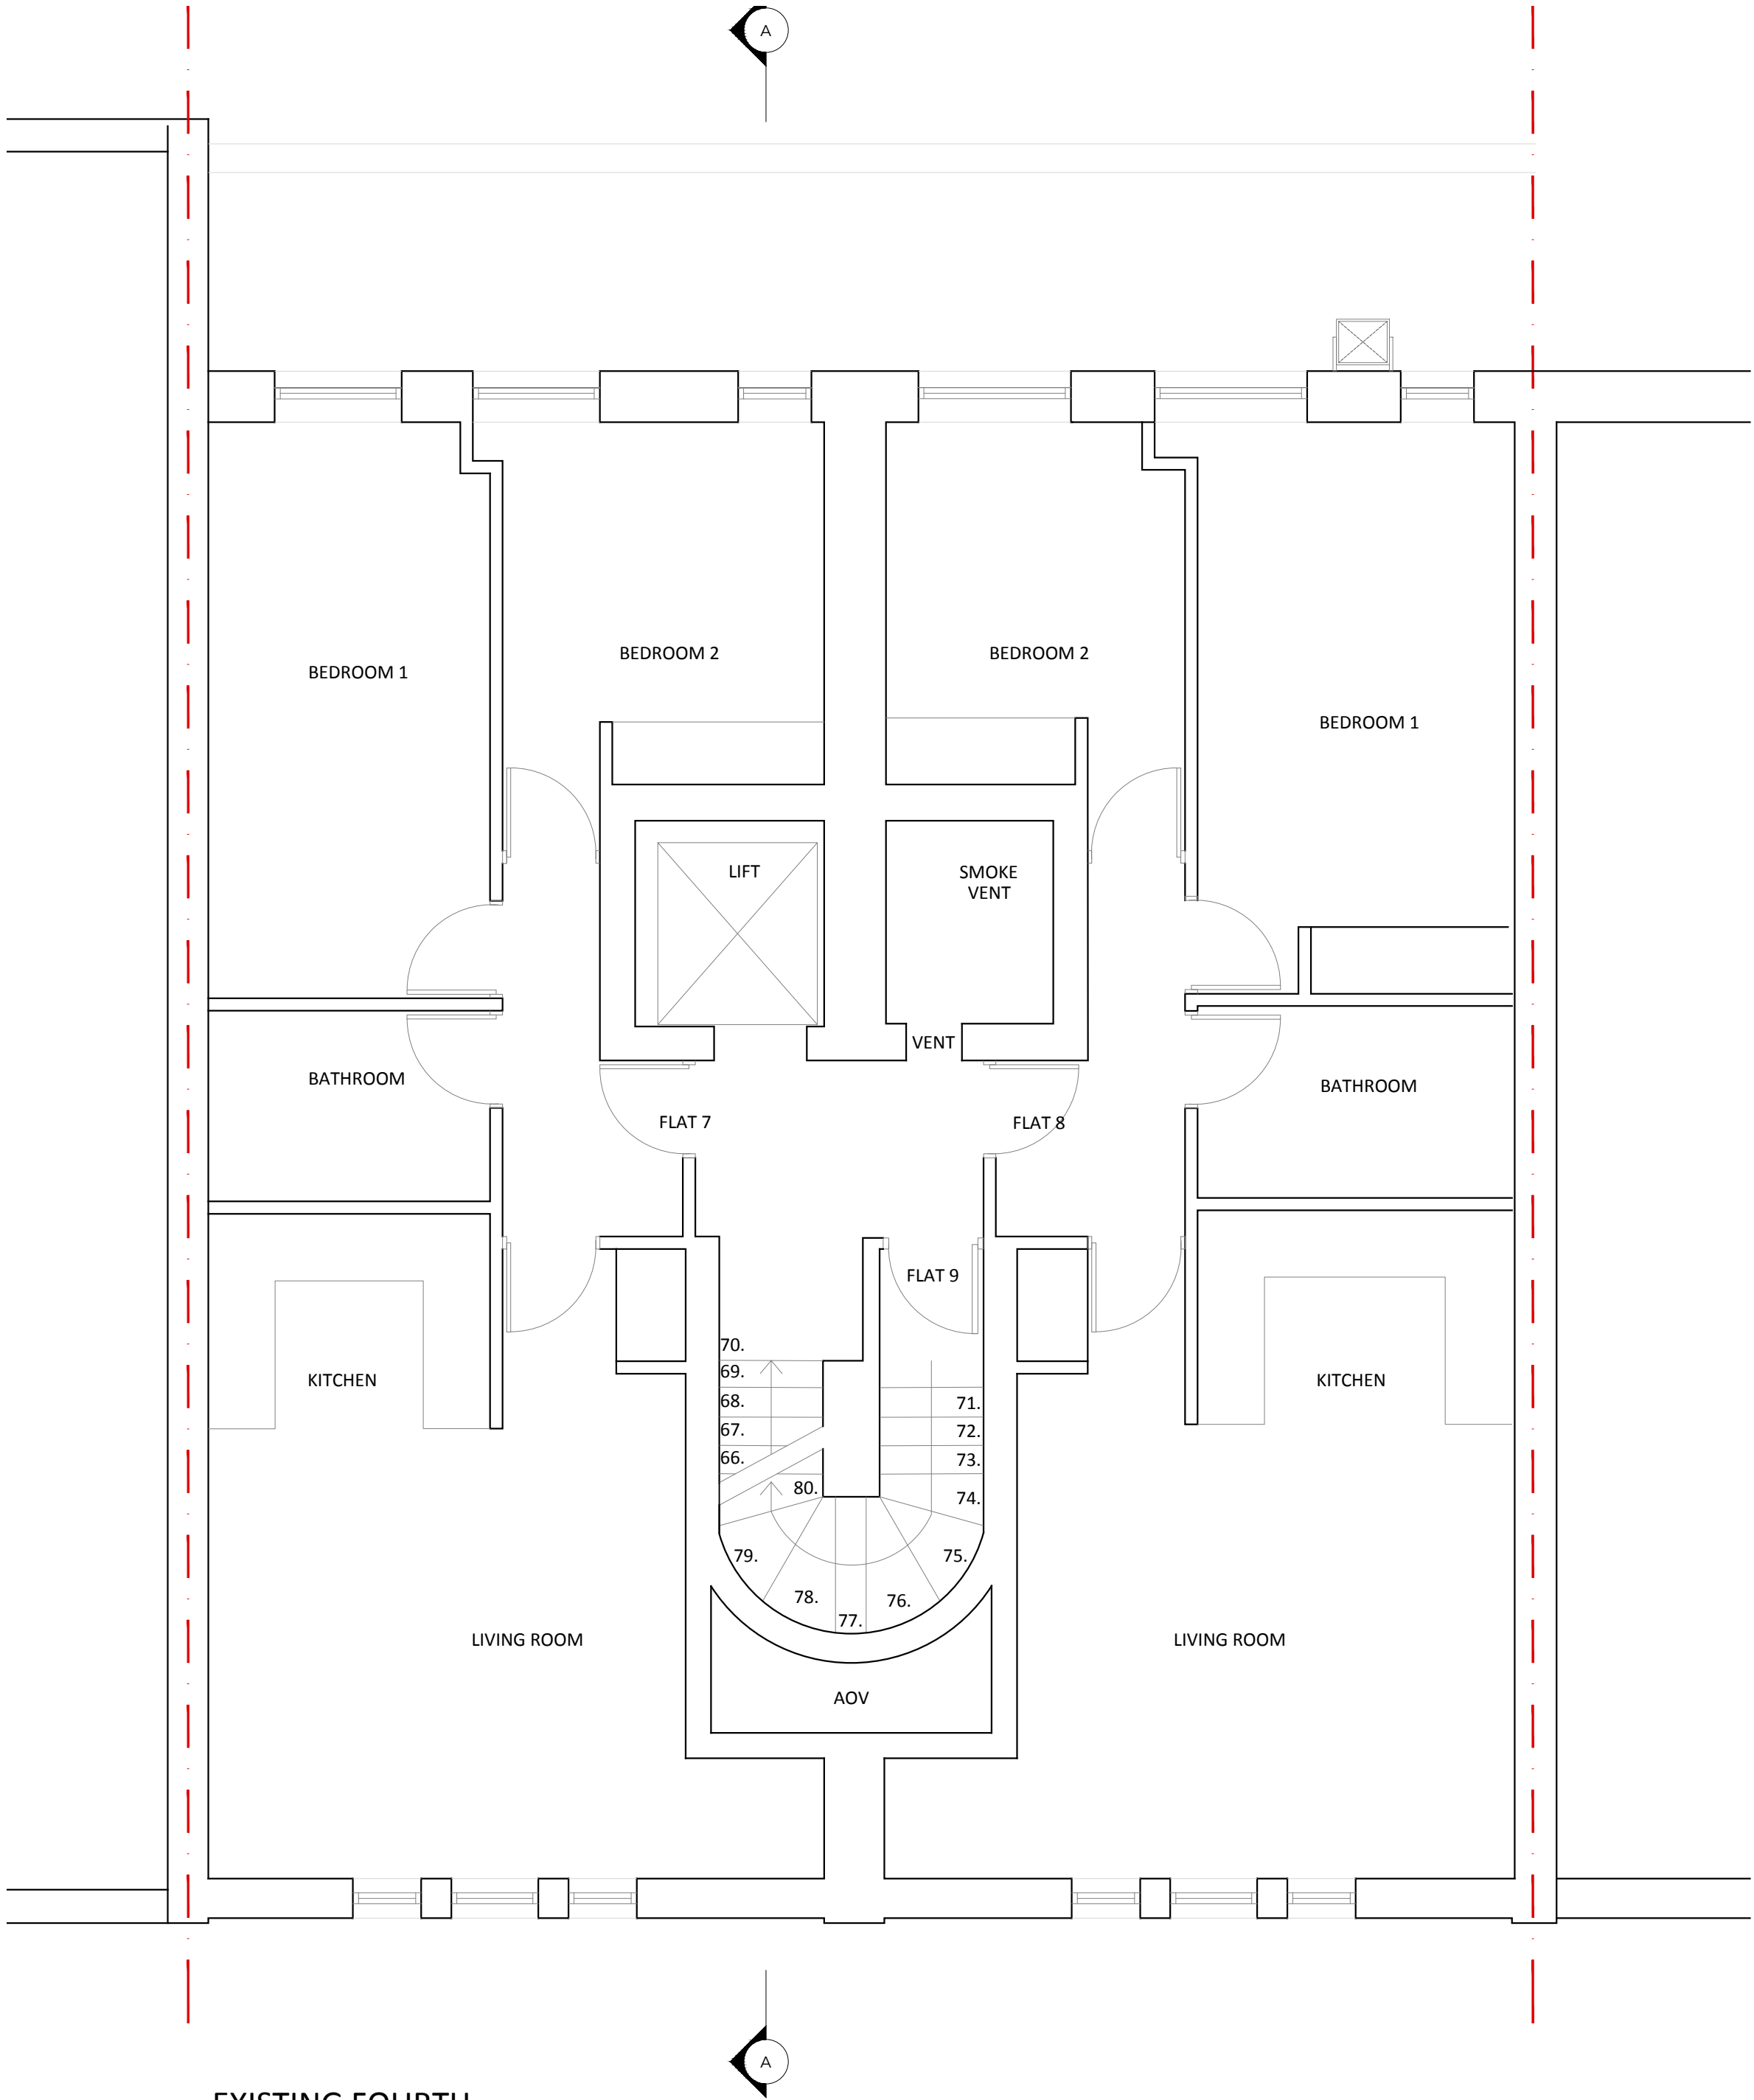 A
BEDROOM 1
BEDROOM 2
BEDROOM 2
BEDROOM 1
LIFT
SMOKE
VENT
VENT
BATHROOM
FLAT 7
FLAT 8
BATHROOM
FLAT 9
KITCHEN
KITCHEN
70.
69.
68.
67.
66.
71.
72.
73.
74.
75.
76.
77.
78.
79.
80.
LIVING ROOM
LIVING ROOM
AOV
A
EXISTING FOURTH